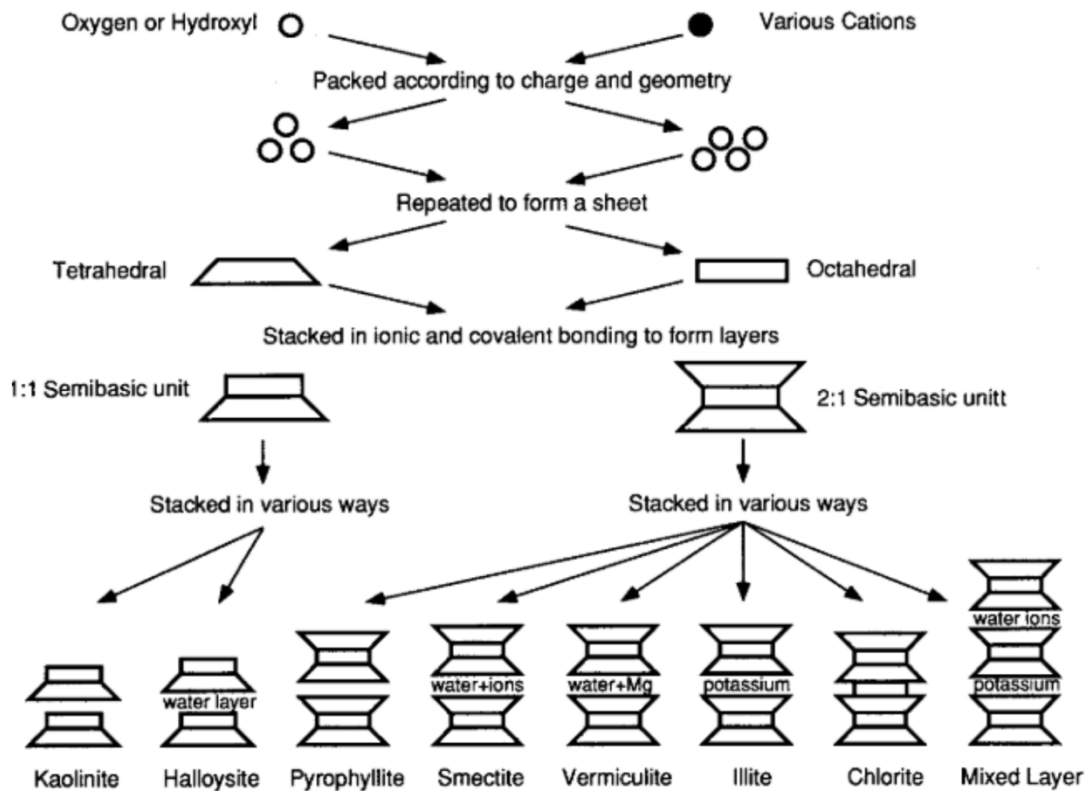 Oxygen or Hydroxyl
Various Cations
Packed according to charge and geometry
Repeated to form a sheet
Tetrahedral
Octahedral
Stacked in ionic and covalent bonding to form layers
1:1 Semibasic unit
2:1 Semibasic unitt
Stacked in various ways
Stacked in various ways
water ions
water+ions
water+Mg
potassium
potassium
water layer
Kaolinite
Halloysite
Pyrophyllite
Smectite
Vermiculite
Illite
Chlorite
Mixed Layer